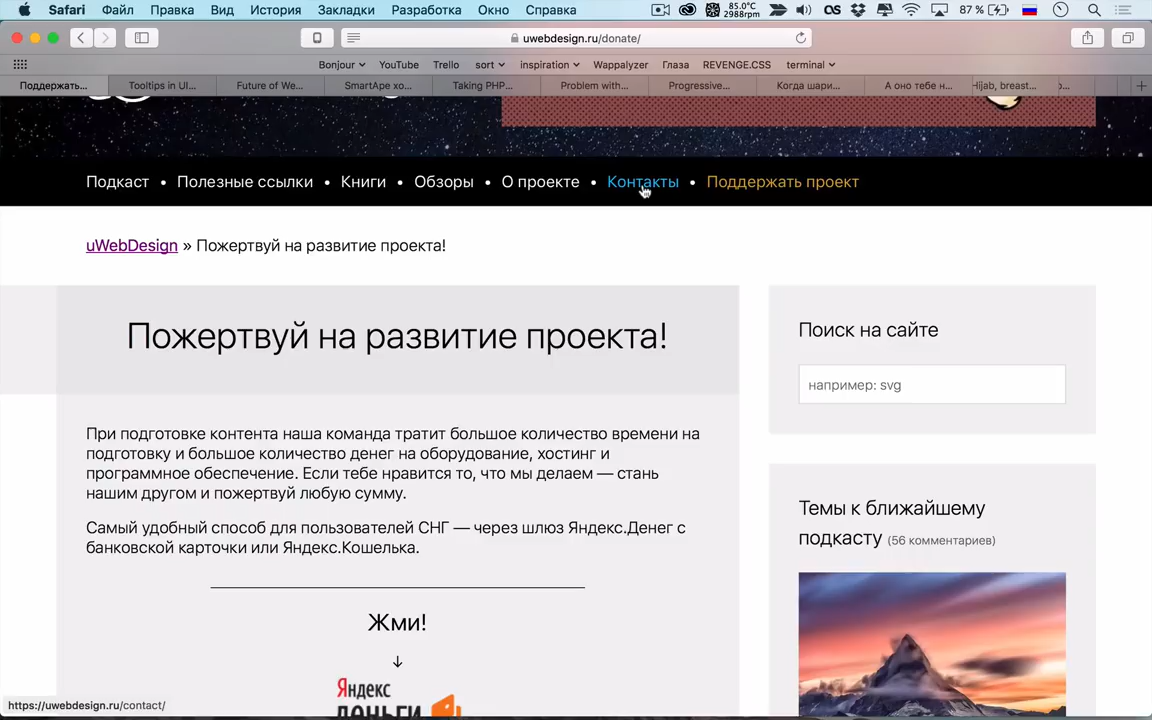 Safari Файл Правка Вид История Закладки Разработка Окно Справка 85.0°C 2988rpm 87 %
uwebdesign.ru/donate/
Bonjour YouTube Trello sort inspiration Wappalyzer Глаза REVENGE.CSS terminal
Поддержать... Tooltips in UI... Future of We... SmartApe хо... Taking PHP... Problem with... Progressive... Когда шари... А оно тебе н... Hijab, breast...
Подкаст • Полезные ссылки • Книги • Обзоры • О проекте • Контакты • Поддержать проект
uWebDesign » Пожертвуй на развитие проекта!
Пожертвуй на развитие проекта!
При подготовке контента наша команда тратит большое количество времени на
подготовку и большое количество денег на оборудование, хостинг и
программное обеспечение. Если тебе нравится то, что мы делаем — стань
нашим другом и пожертвуй любую сумму.
Самый удобный способ для пользователей СНГ — через шлюз Яндекс.Денег с
банковской карточки или Яндекс.Кошелька.
Жми!
↓
Яндекс
деньги
Поиск на сайте
например: svg
Темы к ближайшему
подкасту (56 комментариев)
https://uwebdesign.ru/contact/